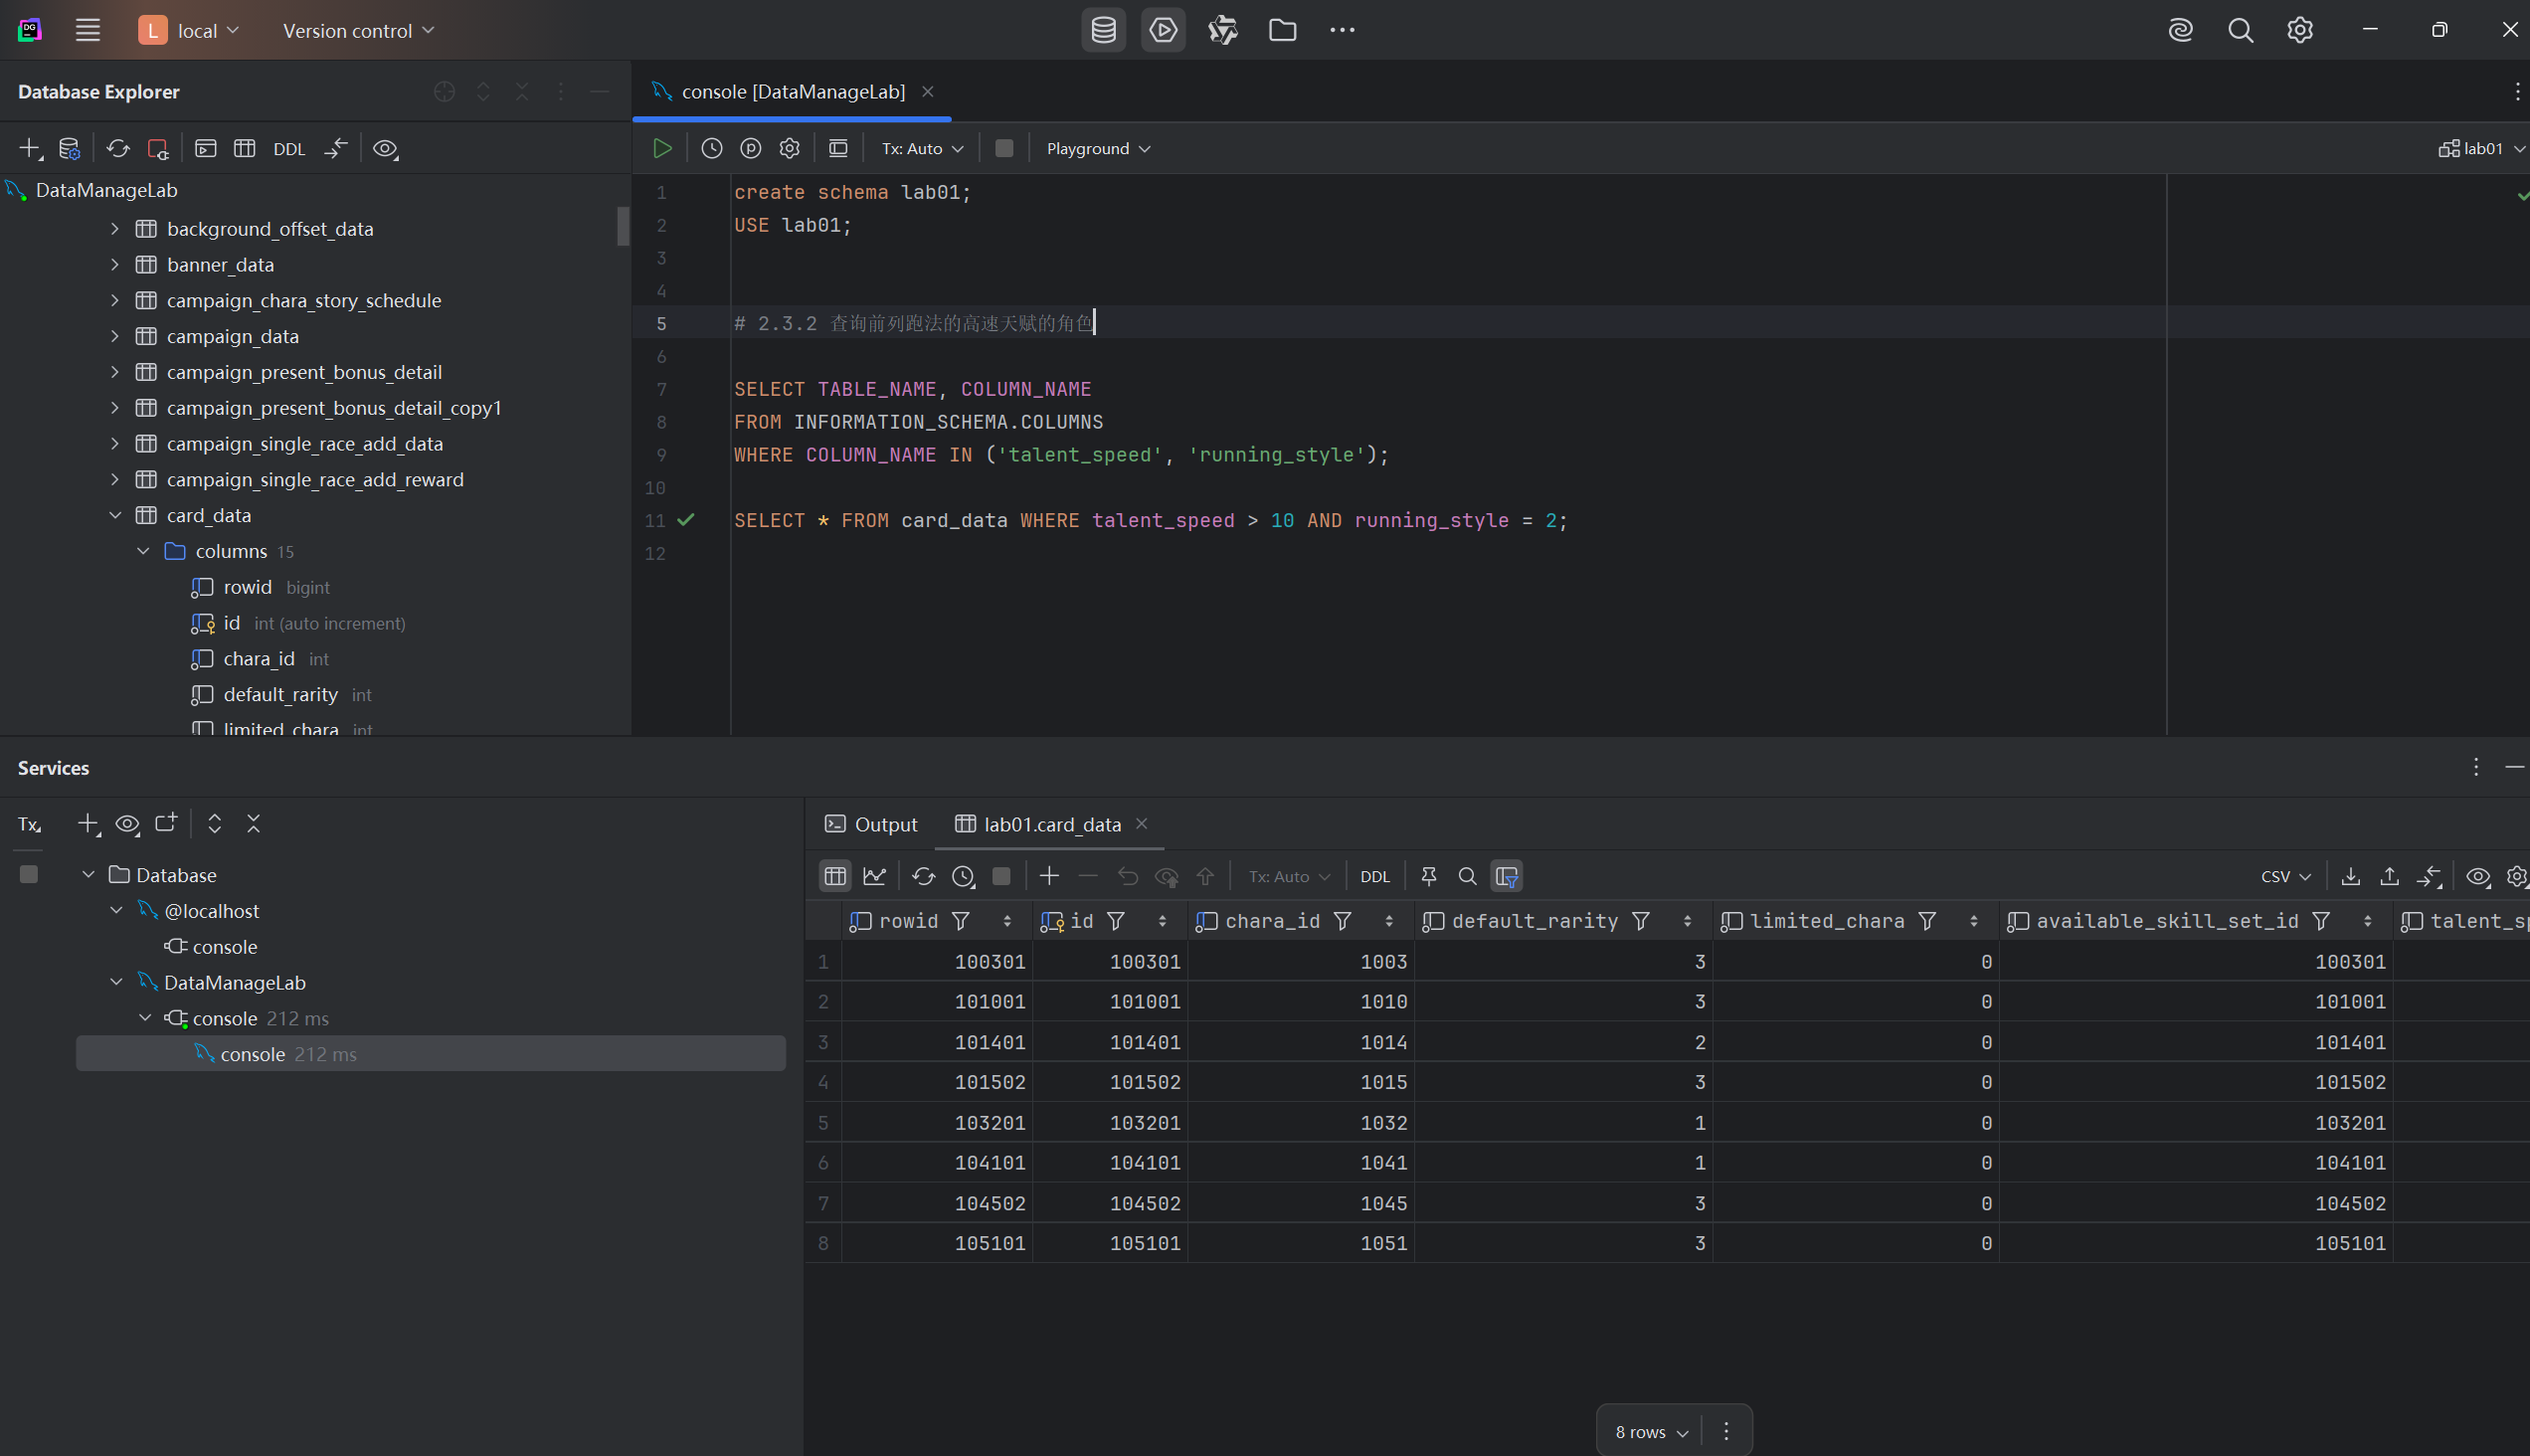 DG
L local
Version control
Database Explorer
console [DataManageLab]
DDL
Tx: Auto
Playground
lab01
DataManageLab
background_offset_data
banner_data
campaign_chara_story_schedule
campaign_data
campaign_present_bonus_detail
campaign_present_bonus_detail_copy1
campaign_single_race_add_data
campaign_single_race_add_reward
card_data
columns 15
rowid bigint
id int (auto increment)
chara_id int
default_rarity int
limited_chara int
1 create schema lab01;
2 USE lab01;
3
4
5 # 2.3.2 查询前列跑法的高速天赋的角色
6
7 SELECT TABLE_NAME, COLUMN_NAME
8 FROM INFORMATION_SCHEMA.COLUMNS
9 WHERE COLUMN_NAME IN ('talent_speed', 'running_style');
10
11 SELECT * FROM card_data WHERE talent_speed > 10 AND running_style = 2;
12
Services
Tx
Database
@localhost
console
DataManageLab
console 212 ms
console 212 ms
Output
lab01.card_data
Tx: Auto
DDL
CSV
rowid id chara_id default_rarity limited_chara available_skill_set_id talent_sp
1 100301 100301 1003 3 0 100301
2 101001 101001 1010 3 0 101001
3 101401 101401 1014 2 0 101401
4 101502 101502 1015 3 0 101502
5 103201 103201 1032 1 0 103201
6 104101 104101 1041 1 0 104101
7 104502 104502 1045 3 0 104502
8 105101 105101 1051 3 0 105101
8 rows